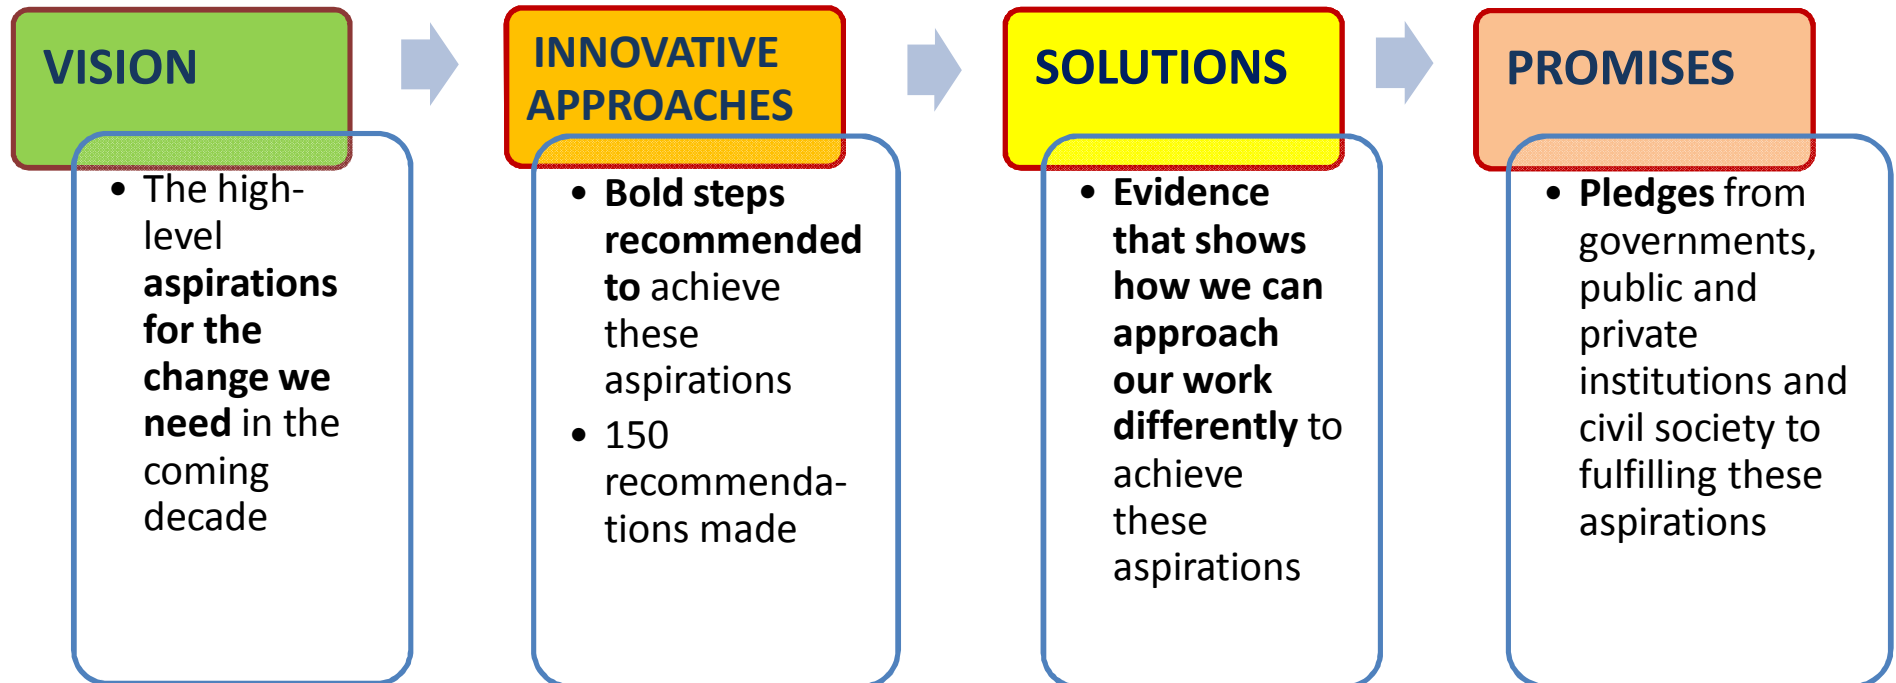 VISION
• The high-
level
aspirations
for the
change we
need in the
coming
decade
INNOVATIVE
APPROACHES
• Bold steps
recommended
to achieve
these
aspirations
• 150
recommenda-
tions made
SOLUTIONS
• Evidence
that shows
how we can
approach
our work
differently to
achieve
these
aspirations
PROMISES
• Pledges from
governments,
public and
private
institutions and
civil society to
fulfilling these
aspirations